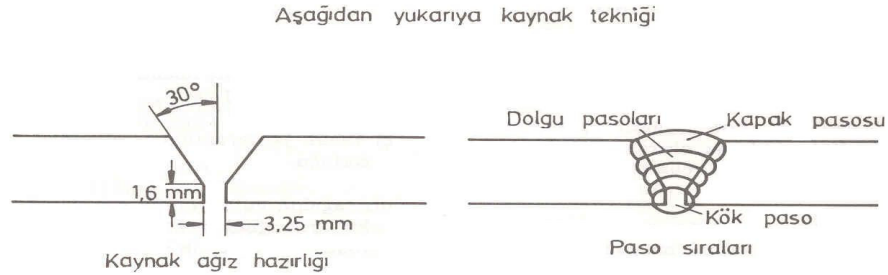 Aşağıdan yukarıya kaynak tekniği
30°
1,6 mm
3,25 mm
Kaynak ağız hazırlığı
Dolgu pasoları
Kapak pasosu
Kök paso
Paso sıraları